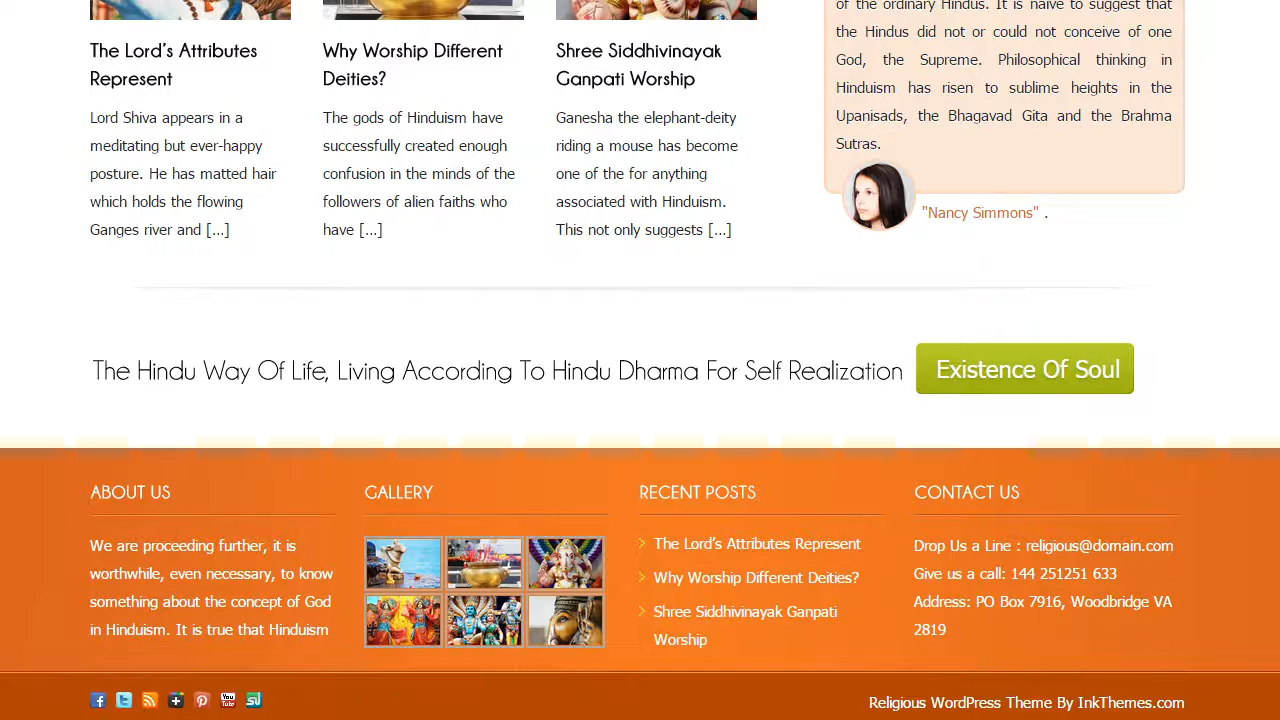 The Lord's Attributes
Represent
Lord Shiva appears in a
meditating but ever-happy
posture. He has matted hair
which holds the flowing
Ganges river and [...]
Why Worship Different
Deities?
The gods of Hinduism have
successfully created enough
confusion in the minds of the
followers of alien faiths who
have [...]
Shree Siddhivinayak
Ganpati Worship
Ganesha the elephant-deity
riding a mouse has become
one of the for anything
associated with Hinduism.
This not only suggests [...]
of the ordinary Hindus. It is naive to suggest that
the Hindus did not or could not conceive of one
God, the Supreme. Philosophical thinking in
Hinduism has risen to sublime heights in the
Upanisads, the Bhagavad Gita and the Brahma
Sutras.
"Nancy Simmons" .
The Hindu Way Of Life, Living According To Hindu Dharma For Self Realization
Existence Of Soul
ABOUT US
We are proceeding further, it is
worthwhile, even necessary, to know
something about the concept of God
in Hinduism. It is true that Hinduism
GALLERY
RECENT POSTS
The Lord's Attributes Represent
Why Worship Different Deities?
Shree Siddhivinayak Ganpati
Worship
CONTACT US
Drop Us a Line : religious@domain.com
Give us a call: 144 251251 633
Address: PO Box 7916, Woodbridge VA
2819
You
Tube
Religious WordPress Theme By InkThemes.com